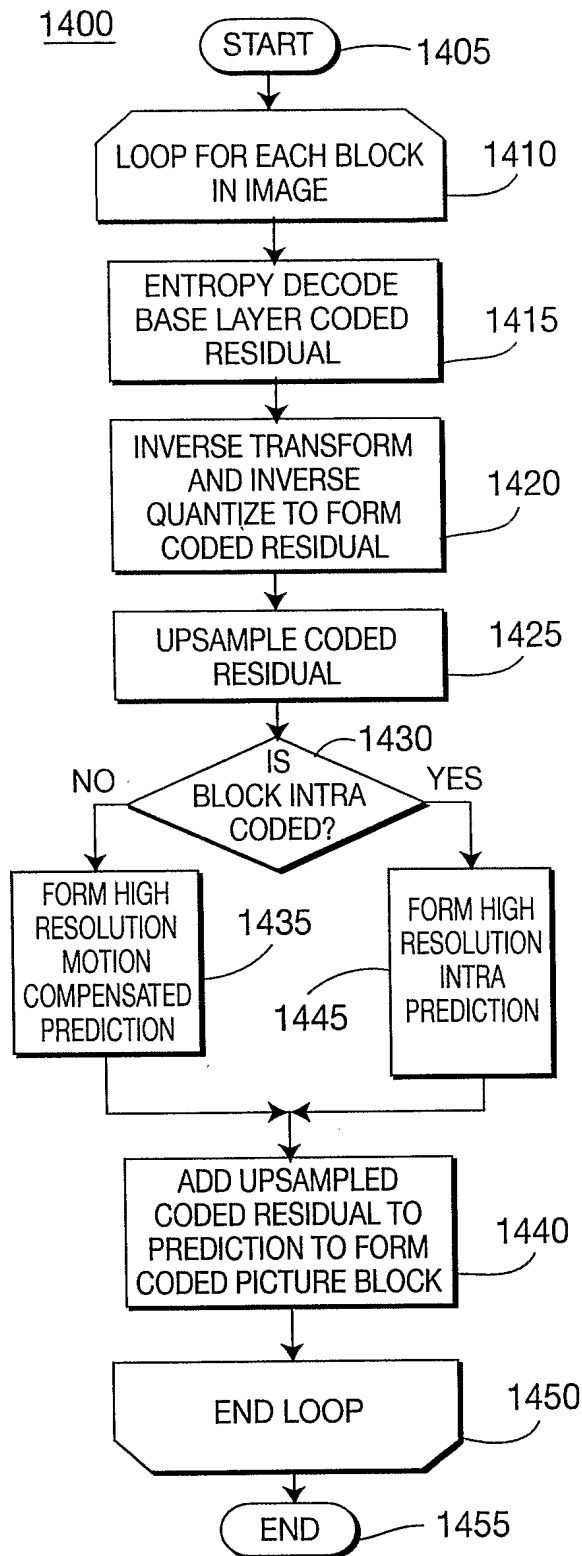 1400
START
1405
LOOP FOR EACH BLOCK
IN IMAGE
1410
ENTROPY DECODE
BASE LAYER CODED
RESIDUAL
1415
INVERSE TRANSFORM
AND INVERSE
QUANTIZE TO FORM
CODED RESIDUAL
1420
UPSAMPLE CODED
RESIDUAL
1425
1430
IS
BLOCK INTRA
CODED?
NO
YES
FORM HIGH
RESOLUTION
MOTION
COMPENSATED
PREDICTION
1435
FORM HIGH
RESOLUTION
INTRA
PREDICTION
1445
ADD UPSAMPLED
CODED RESIDUAL TO
PREDICTION TO FORM
CODED PICTURE BLOCK
1440
END LOOP
1450
END
1455